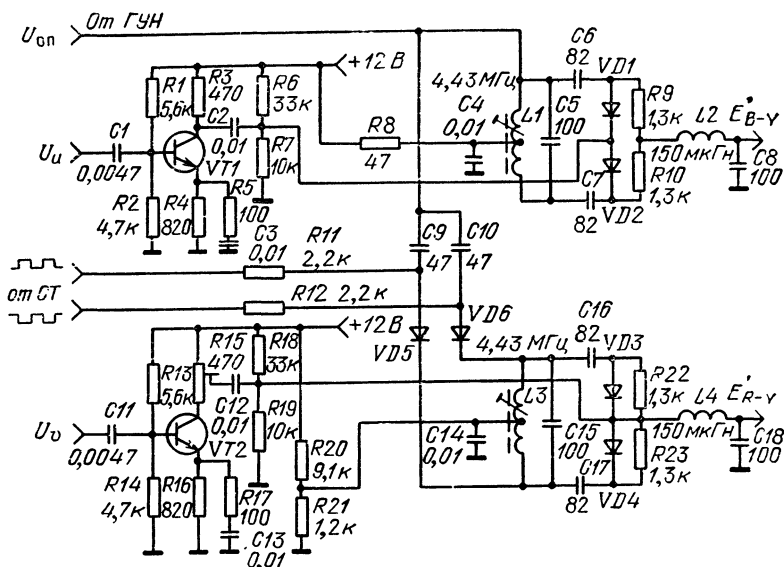 От ГУН
Uоп
+12 В
R1
5,6к
R3
470
R6
33к
C2
0,01
C1
0,0047
Uu
VT1
R7
10к
R8
47
C4
0,01
4,43 МГц
L1
C5
100
C6
82
VD1
R9
1,3к
L2
E'B-Y
150 мкГн
C8
100
R10
1,3к
C7
82
VD2
R2
4,7к
R4
820
R5
100
C3
0,01
R11
2,2к
C9
47
C10
47
от СТ
R12 2,2к
VD5
VD6
+12В
R13
5,6к
R15
470
R18
33к
C12
0,01
C11
0,0047
Uυ
VT2
R19
10к
R14
4,7к
R16
820
R17
100
C13
0,01
R20
9,1к
R21
1,2к
C14
0,01
4,43 МГц
L3
C15
100
C16
82
VD3
R22
1,3к
L4
E'R-Y
150 мкГн
C18
100
R23
1,3к
C17
82
VD4